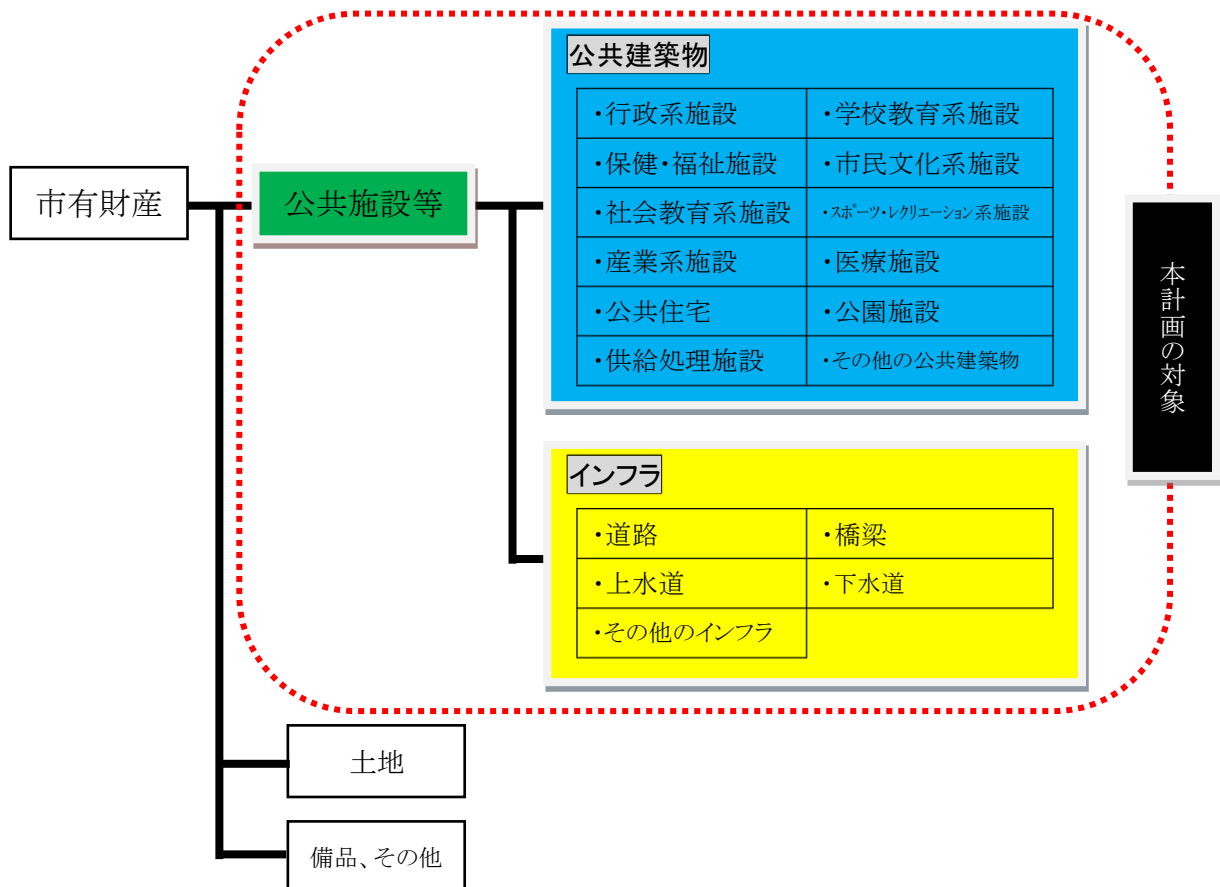 公共建築物
・行政系施設
・学校教育系施設
・保健・福祉施設
・市民文化系施設
市有財産
公共施設等
・社会教育系施設
・スポーツ・レクリエーション系施設
・産業系施設
・医療施設
・公共住宅
・公園施設
・供給処理施設
・その他の公共建築物
本計画の対象
インフラ
・道路
・橋梁
・上水道
・下水道
・その他のインフラ
土地
備品、その他